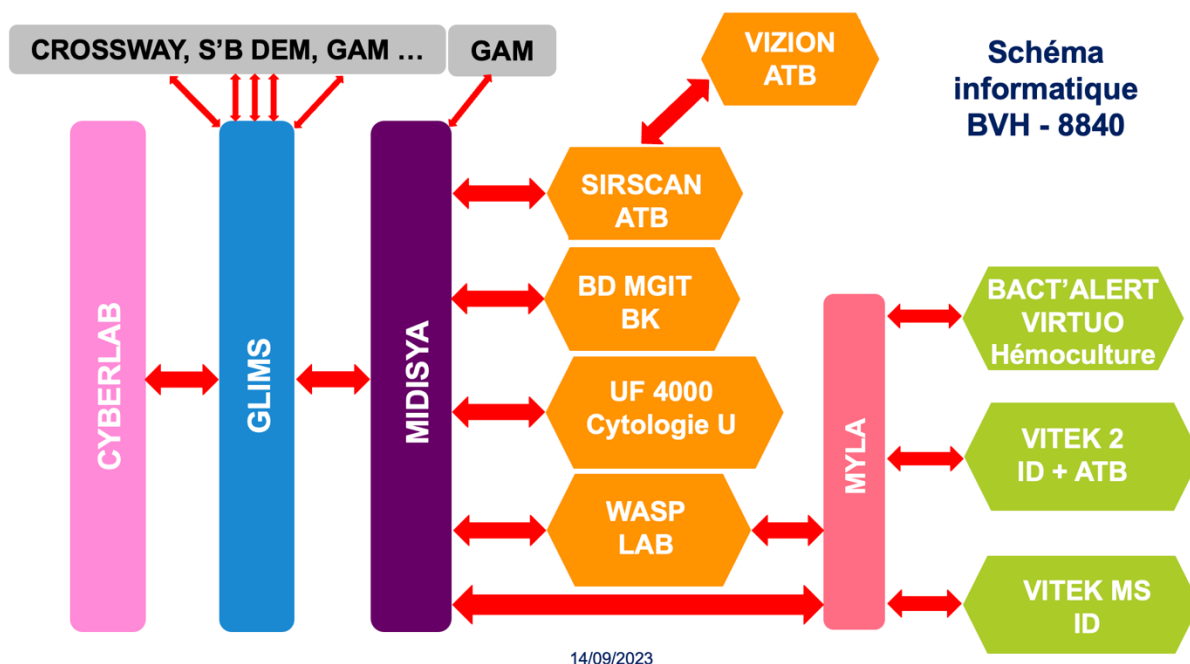 CROSSWAY, S’B DEM, GAM …
GAM
VIZION
ATB
Schéma
informatique
BVH - 8840
CYBERLAB
GLIMS
MIDISYA
SIRSCAN
ATB
BD MGIT
BK
UF 4000
Cytologie U
WASP
LAB
MYLA
BACT’ALERT
VIRTUO
Hémoculture
VITEK 2
ID + ATB
VITEK MS
ID
14/09/2023